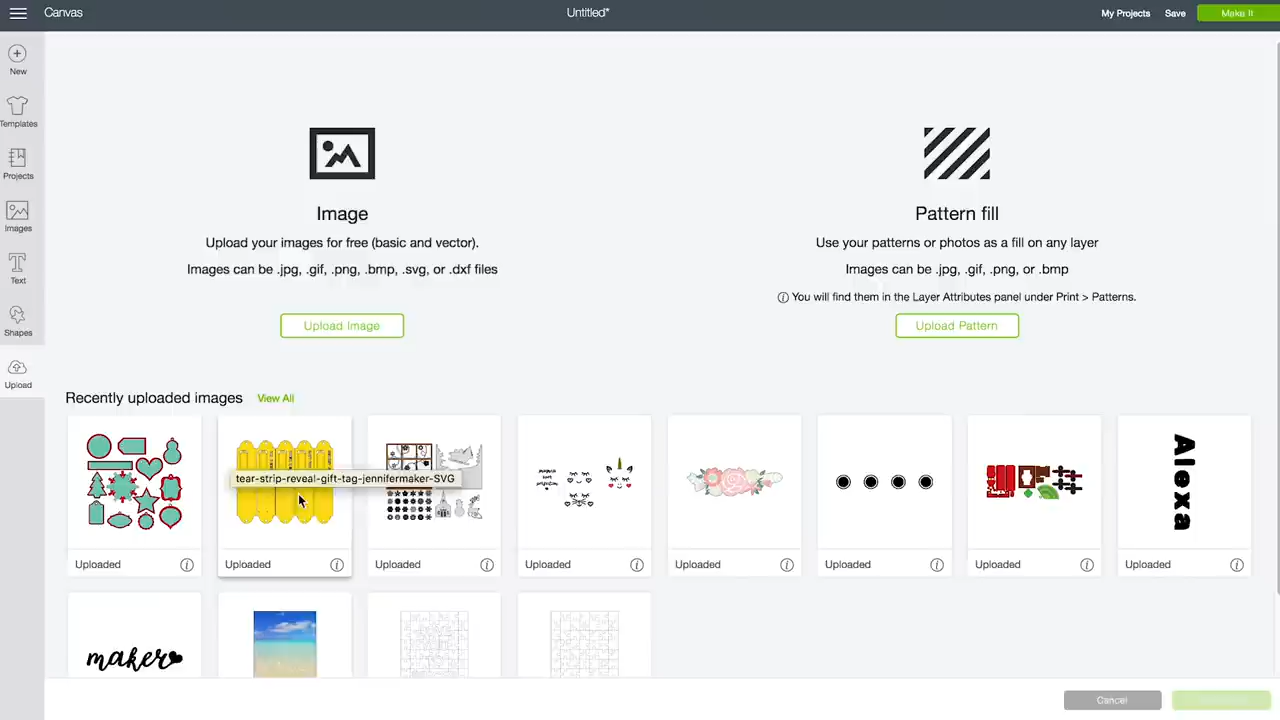 Canvas
Untitled*
My Projects
Save
Make It
New
Templates
Projects
Images
Text
Shapes
Upload
Image
Upload your images for free (basic and vector).
Images can be .jpg, .gif, .png, .bmp, .svg, or .dxf files
Upload Image
Pattern fill
Use your patterns or photos as a fill on any layer
Images can be .jpg, .gif, .png, or .bmp
You will find them in the Layer Attributes panel under Print > Patterns.
Upload Pattern
Recently uploaded images
View All
tear-strip-reveal-gift-tag-jennifermaker-SVG
Alexa
Uploaded
Uploaded
Uploaded
Uploaded
Uploaded
Uploaded
Uploaded
Uploaded
maker
Cancel